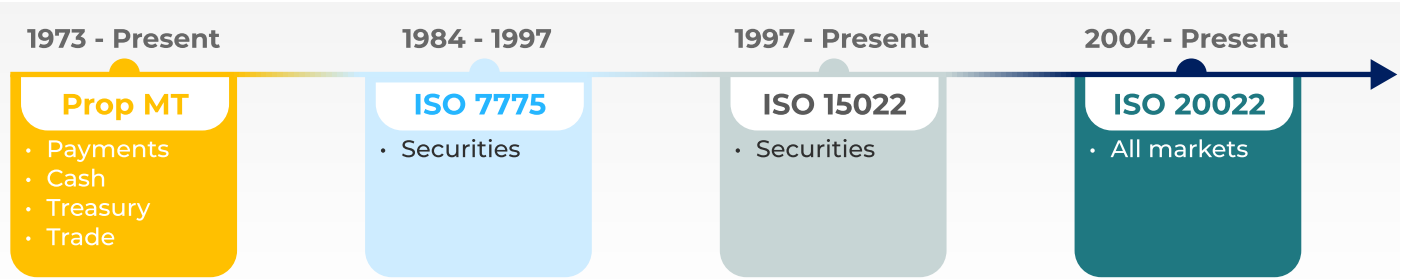 1973 - Present
Prop MT
• Payments
• Cash
• Treasury
• Trade
1984 - 1997
ISO 7775
• Securities
1997 - Present
ISO 15022
• Securities
2004 - Present
ISO 20022
• All markets